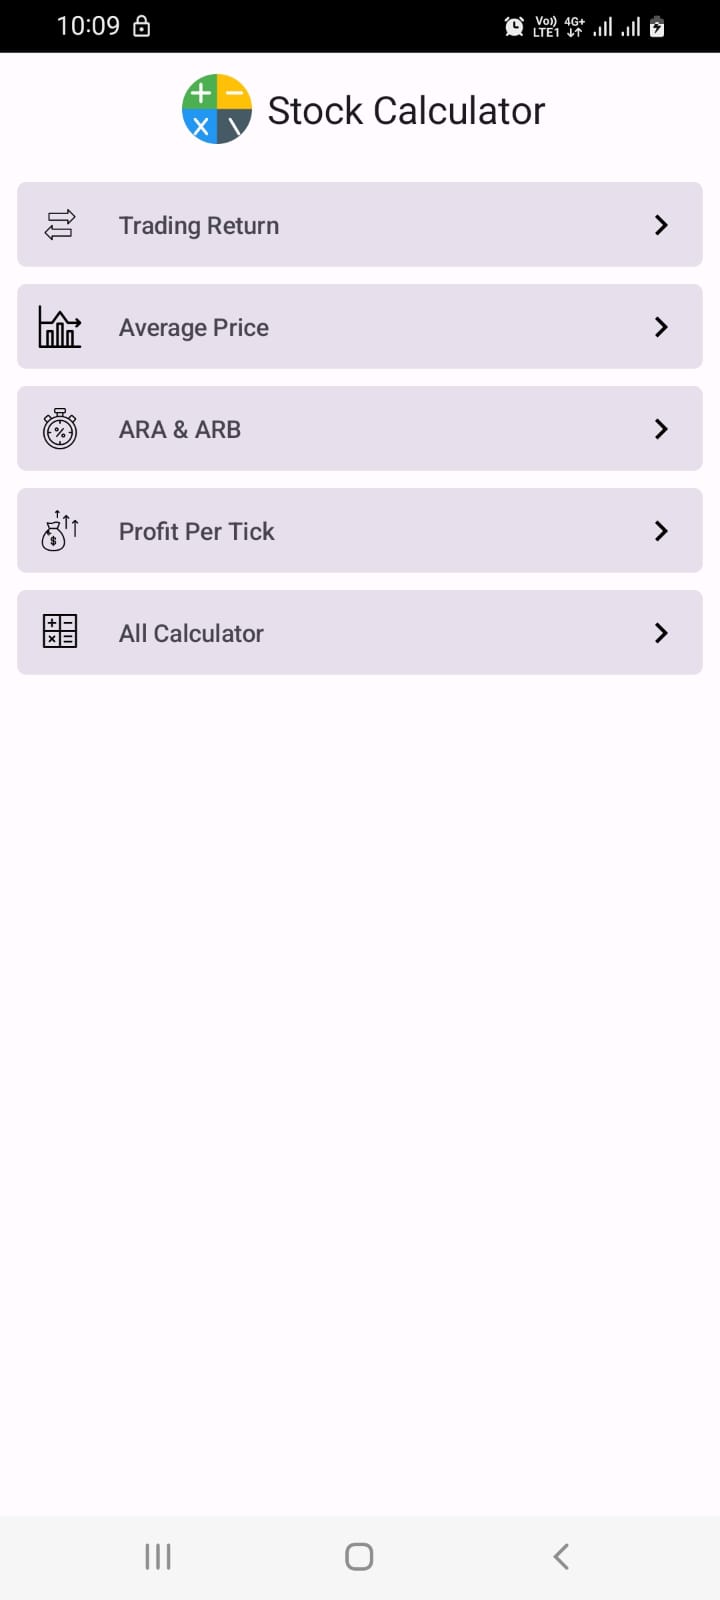 10:09
Vo)) 4G+
LTE1
Stock Calculator
Trading Return
Average Price
ARA & ARB
Profit Per Tick
All Calculator